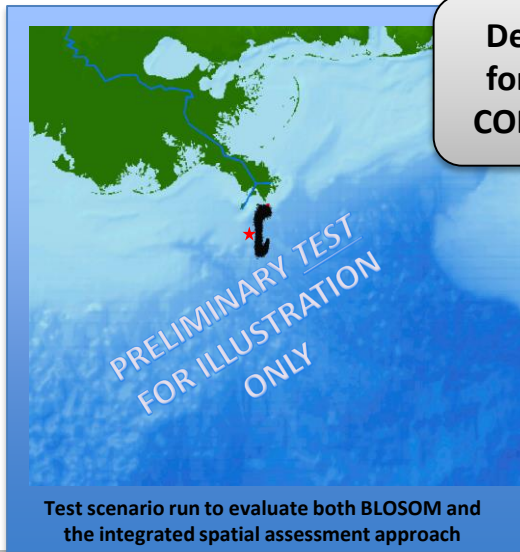 De
for
CO
PRELIMINARY TEST
FOR ILLUSTRATION
ONLY
Test scenario run to evaluate both BLOSOM and
the integrated spatial assessment approach